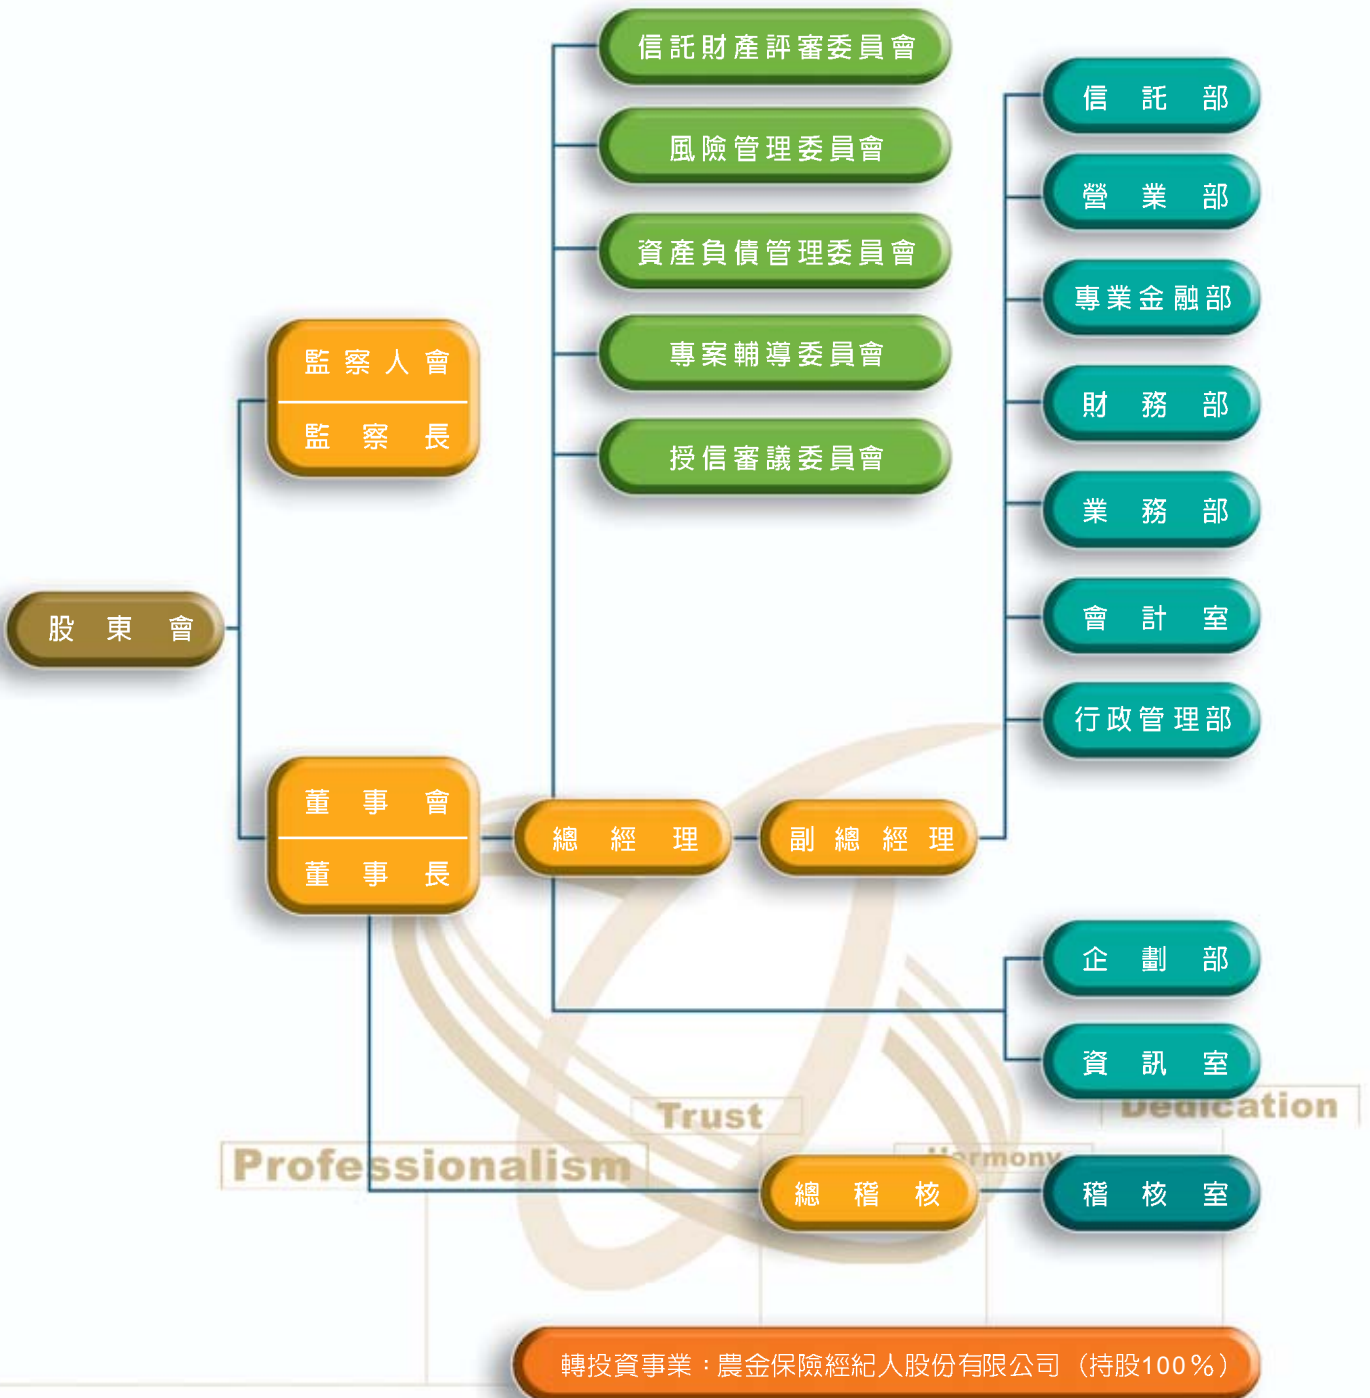 信託財產評審委員會
風險管理委員會
資產負債管理委員會
專案輔導委員會
授信審議委員會
信託部
營業部
專業金融部
財務部
業務部
會計室
行政管理部
監察人會
監察長
股東會
董事會
董事長
總經理
副總經理
企劃部
資訊室
Trust
Dedication
Professionalism
Harmony
總稽核
稽核室
轉投資事業：農金保險經紀人股份有限公司（持股100％）